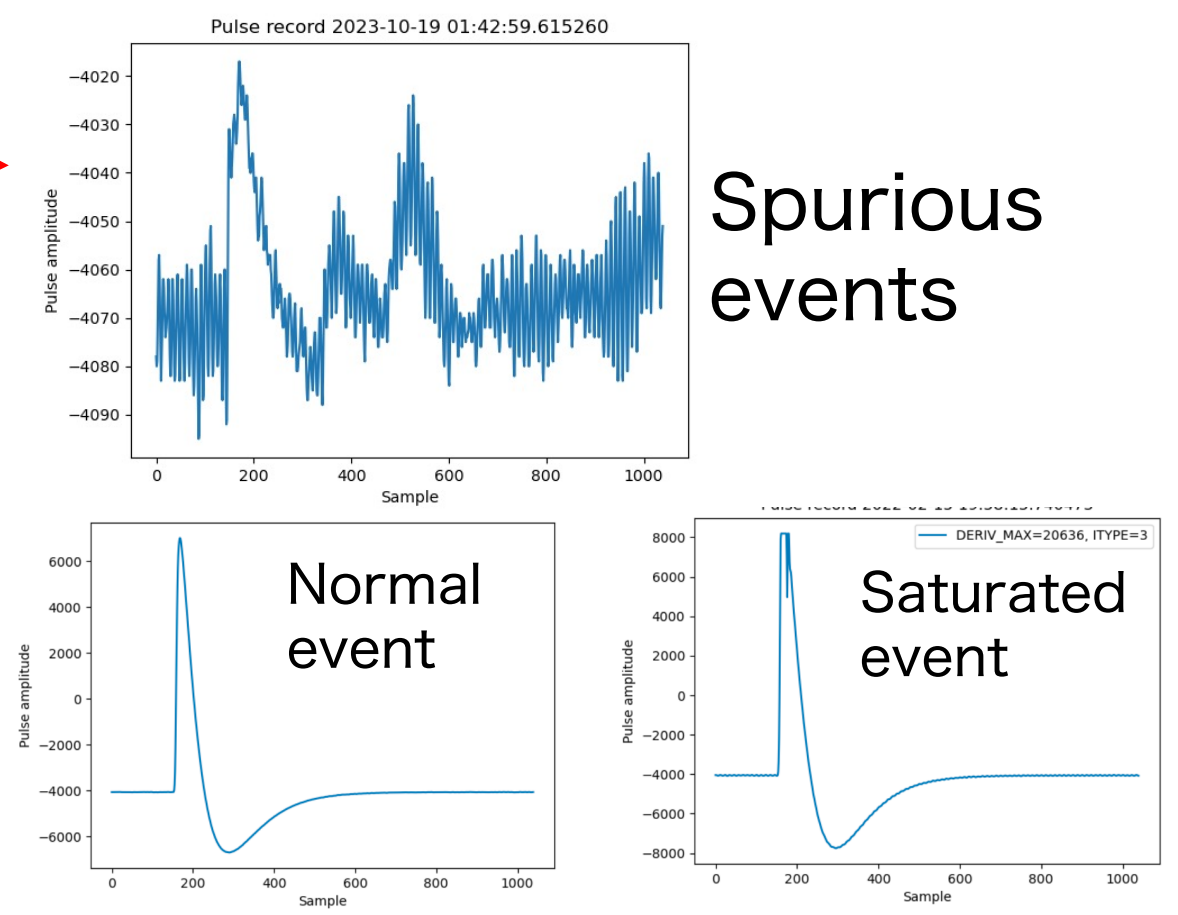 Pulse record 2023-10-19 01:42:59.615260
−4020
−4030
−4040
−4050
−4060
−4070
−4080
−4090
Pulse amplitude
0 200 400 600 800 1000
Sample
Spurious
events
6000
4000
2000
0
−2000
−4000
−6000
Pulse amplitude
0 200 400 600 800 1000
Sample
Normal
event
Pulse record
8000
6000
4000
2000
0
−2000
−4000
−6000
−8000
Pulse amplitude
0 200 400 600 800 1000
Sample
DERIV_MAX=20636, ITYPE=3
Saturated
event